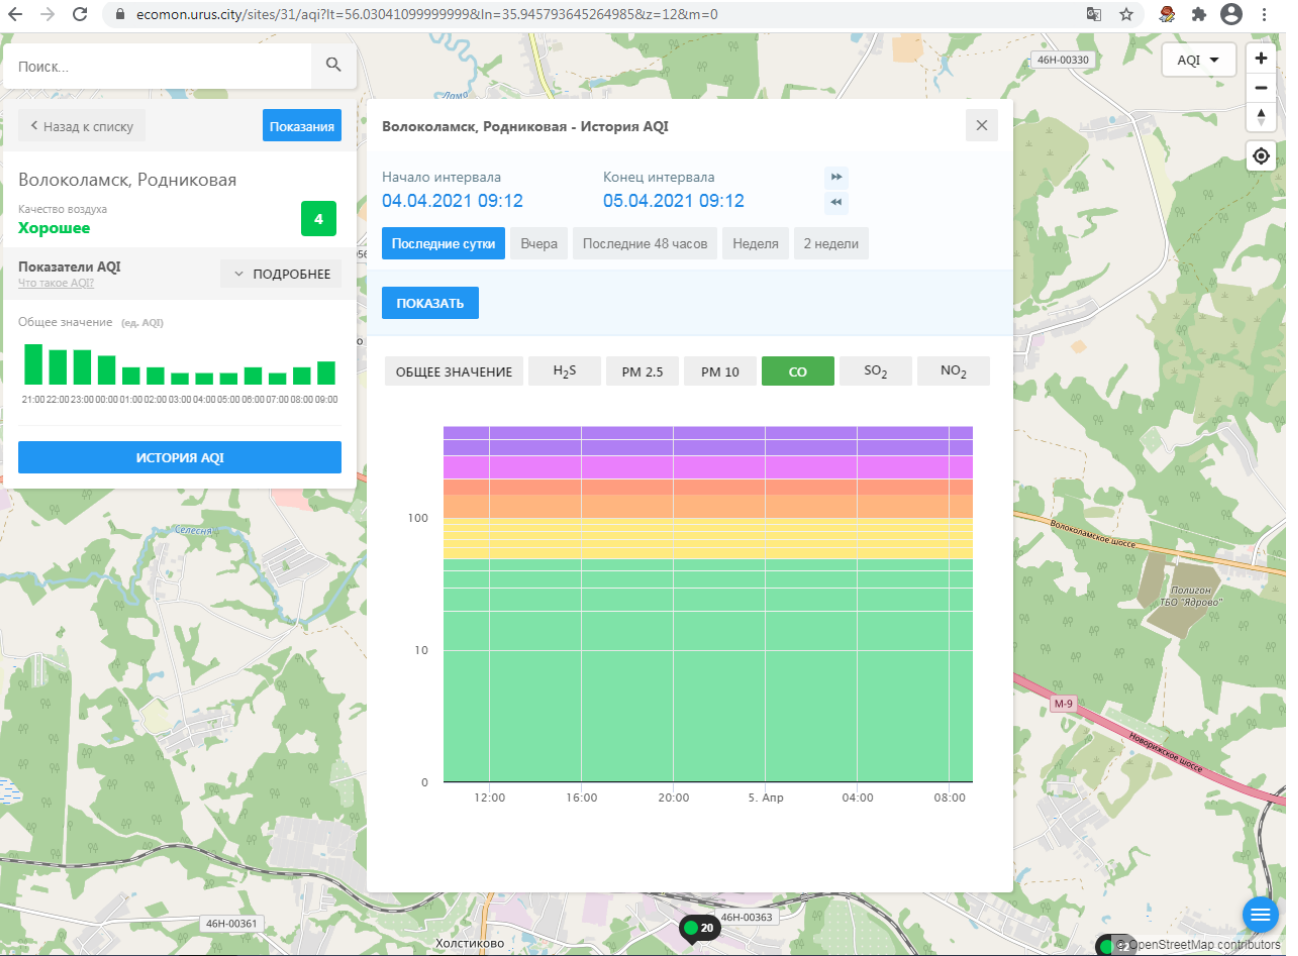 ecomon.urus.city/sites/31/aqi?lt=56.03041099999999&ln=35.945793645264985&z=12&m=0
Поиск...
Назад к списку
Показания
Волоколамск, Родниковая
Качество воздуха
Хорошее
4
Показатели AQI
Что такое AQI?
ПОДРОБНЕЕ
Общее значение (ед. AQI)
21:00 22:00 23:00 00:00 01:00 02:00 03:00 04:00 05:00 06:00 07:00 08:00 09:00
ИСТОРИЯ AQI
Волоколамск, Родниковая - История AQI
Начало интервала
Конец интервала
04.04.2021 09:12
05.04.2021 09:12
Последние сутки
Вчера
Последние 48 часов
Неделя
2 недели
ПОКАЗАТЬ
ОБЩЕЕ ЗНАЧЕНИЕ
H₂S
PM 2.5
PM 10
CO
SO₂
NO₂
100
10
0
12:00
16:00
20:00
5. Апр
04:00
08:00
Лама
46Н-00330
AQI
Селесня
Волоколамское шоссе
Полигон
ТБО "Ядрово"
М-9
Новорижское шоссе
46Н-00361
46Н-00363
20
Холстиково
OpenStreetMap contributors